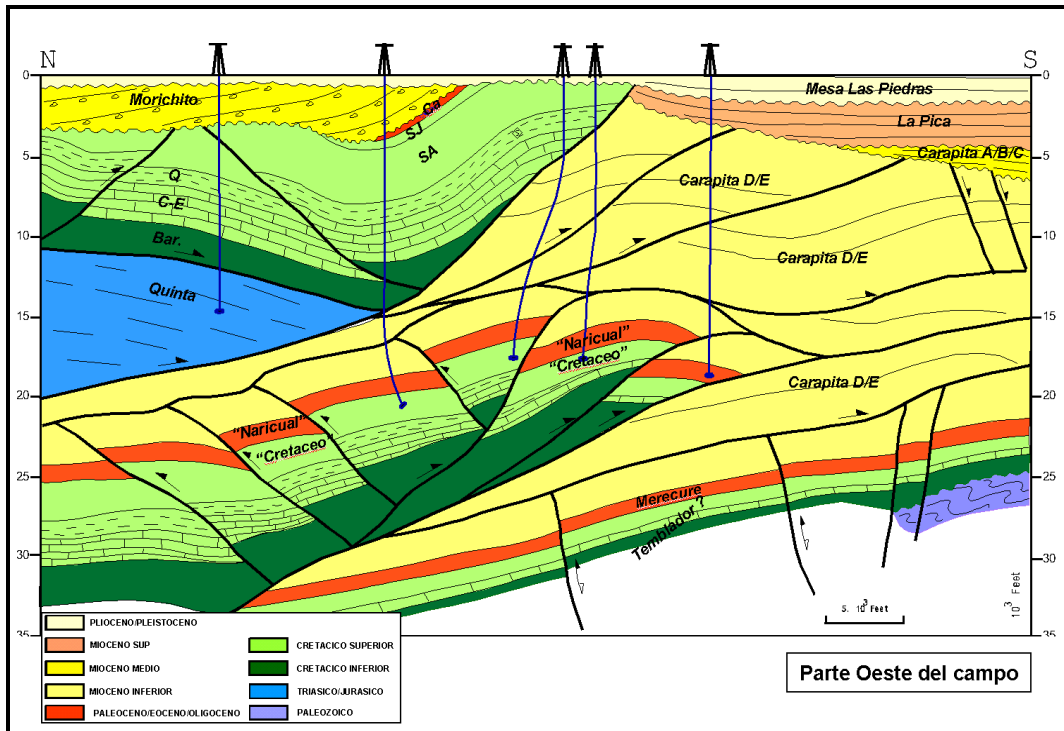 N
S
0
5
10
15
20
25
30
35
0
5
10
15
20
25
30
35
Morichito
Ca
SJ
SA
Q
C-E
Bar.
Quinta
Mesa Las Piedras
La Pica
Carapita A/B/C
Carapita D/E
Carapita D/E
Carapita D/E
"Naricual"
"Cretaceo"
"Naricual"
"Cretaceo"
Merecure
Temblador ?
5. 10³ Feet
10³ Feet
PLIOCENO/PLEISTOCENO
MIOCENO SUP
MIOCENO MEDIO
MIOCENO INFERIOR
PALEOCENO/EOCENO/OLIGOCENO
CRETACICO SUPERIOR
CRETACICO INFERIOR
TRIASICO/JURASICO
PALEOZOICO
Parte Oeste del campo